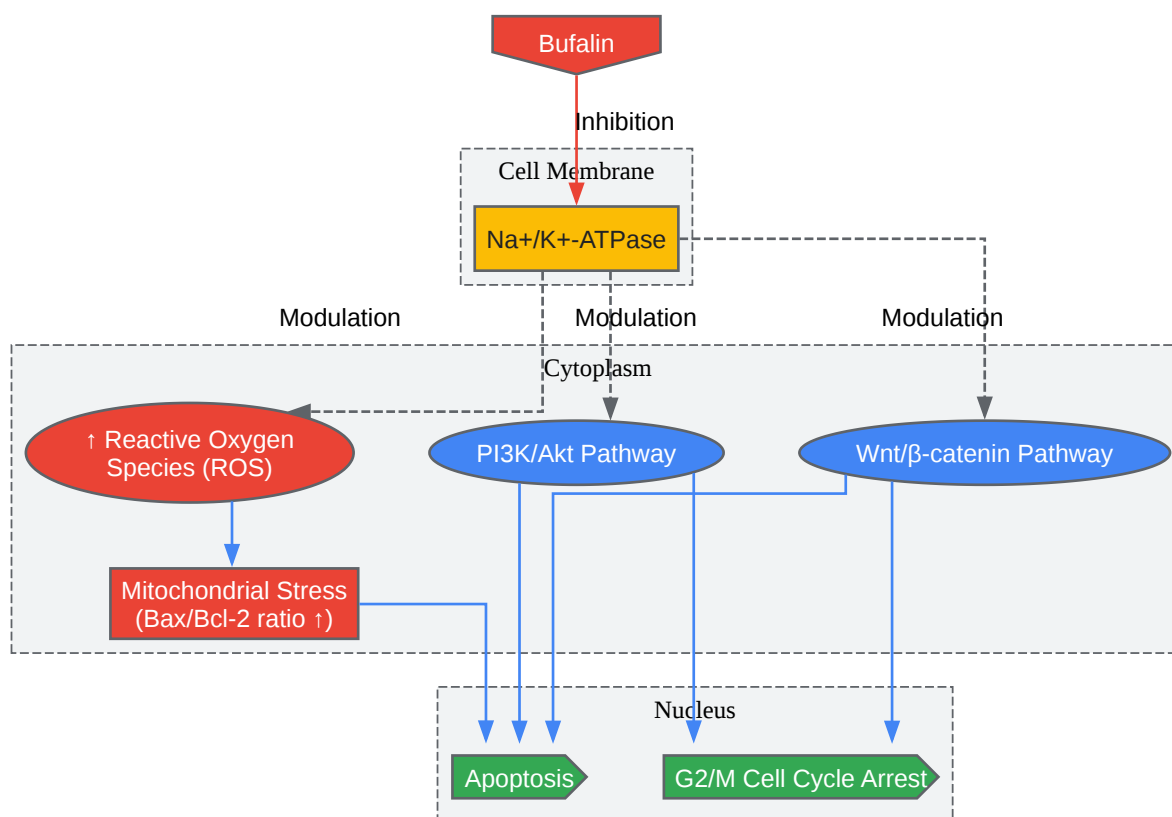 Bufalin
Inhibition
Cell Membrane
Na+/K+-ATPase
Modulation
Modulation
Modulation
Cytoplasm
↑ Reactive Oxygen
Species (ROS)
PI3K/Akt Pathway
Wnt/β-catenin Pathway
Mitochondrial Stress
(Bax/Bcl-2 ratio ↑)
Nucleus
Apoptosis
G2/M Cell Cycle Arrest